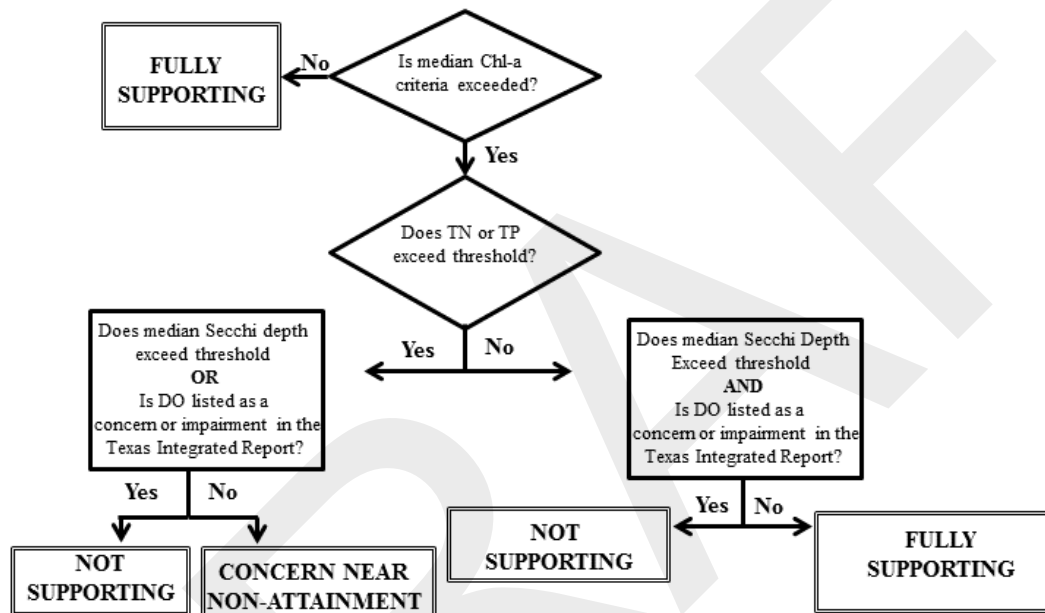 FULLY
SUPPORTING
No
Is median Chl-a
criteria exceeded?
Yes
Does TN or TP
exceed threshold?
Yes
No
Does median Secchi depth
exceed threshold
OR
Is DO listed as a
concern or impairment in the
Texas Integrated Report?
Does median Secchi Depth
Exceed threshold
AND
Is DO listed as a
concern or impairment in the
Texas Integrated Report?
Yes
No
Yes
No
NOT
SUPPORTING
CONCERN NEAR
NON-ATTAINMENT
NOT
SUPPORTING
FULLY
SUPPORTING